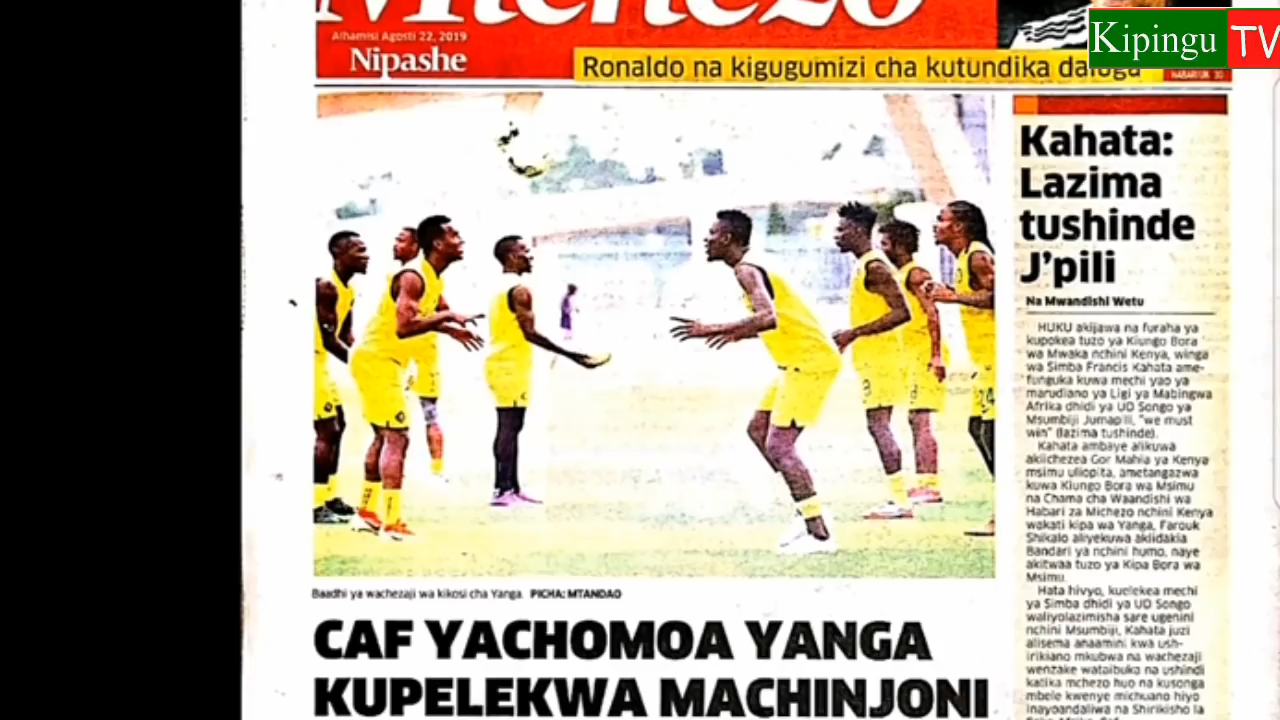 Michezo
Alhamisi Agosti 22, 2019
Nipashe
Ronaldo na kigugumizi cha kutundika daluga
Kipingu TV
HABARI UK 30
Kahata:
Lazima
tushinde
J'pili
Na Mwandishi Wetu
HUKU akijawa na furaha ya
kupokea tuzo ya Kiungo Bora
wa Mwaka nchini Kenya, winga
wa Simba Francis Kahata ame-
funguka kuwa mechi yao ya
marudiano ya Ligi ya Mabingwa
Afrika dhidi ya UD Songo ya
Msumbiji Jumapili, "we must
win" (lazima tushinde).
Kahata ambaye alikuwa
akiichezea Gor Mahia ya Kenya
msimu uliopita, ametangazwa
kuwa Kiungo Bora wa Msimu
na Chama cha Waandishi wa
Habari za Michezo nchini Kenya
wakati kipa wa Yanga, Farouk
Shikalo aliyekuwa akiidakia
Bandari ya nchini humo, naye
akitwaa tuzo ya Kipa Bora wa
Msimu.
Hata hivyo, kuelekea mechi
ya Simba dhidi ya UD Songo
waliyolazimisha sare ugenini
nchini Msumbiji, Kahata juzi
alisema anaamini kwa ush-
irikiano mkubwa na wachezaji
wenzake wataibuka na ushindi
katika mchezo huo na kusonga
mbele kwenye michuano hiyo
inayoandaliwa na Shirikisho la
Baadhi ya wachezaji wa kikosi cha Yanga. PICHA: MTANDAO
CAF YACHOMOA YANGA
KUPELEKWA MACHINJONI